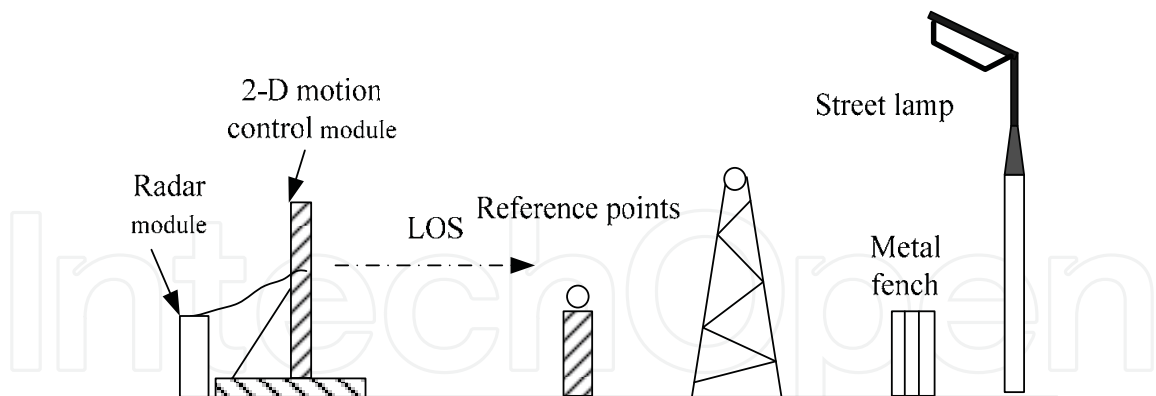 2-D motion
control module
Radar
module
LOS
Reference points
Street lamp
Metal
fench
IntechOpen